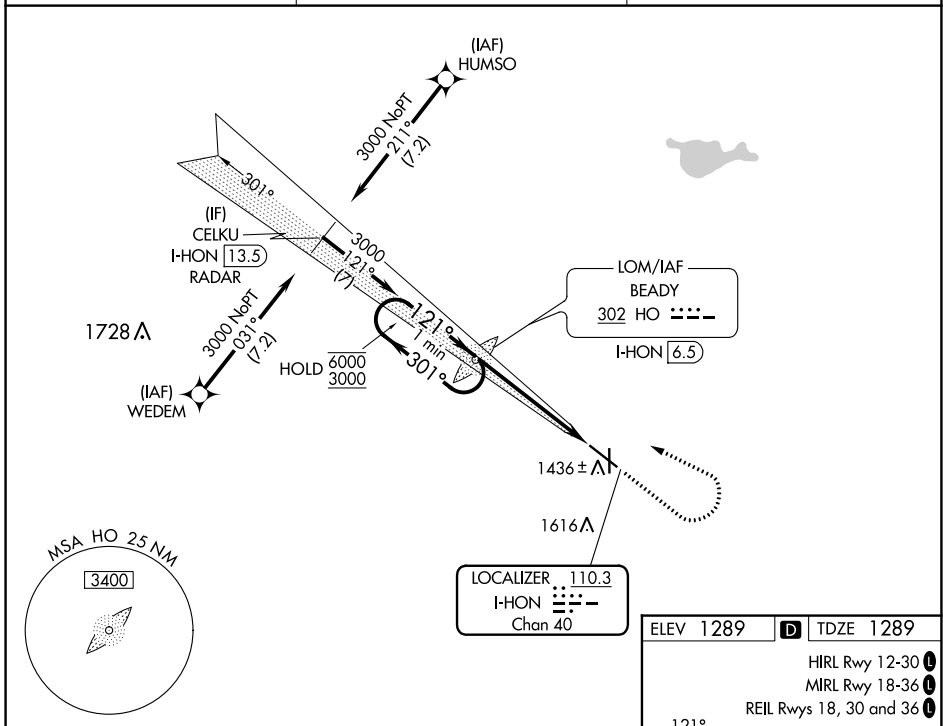 (IAF)
HUMSO
3000 NoPT
211°
(7.2)
301°
(IF)
CELKU
I-HON 13.5
RADAR
3000
121°
(7)
LOM/IAF
BEADY
302 HO
I-HON 6.5
1728
3000 NoPT
031°
(7.2)
121°
1 min
301°
HOLD 6000
3000
(IAF)
WEDEM
1436 ±
1616
MSA HO 25 NM
3400
LOCALIZER 110.3
I-HON
Chan 40
ELEV 1289 D TDZE 1289
HIRL Rwy 12-30 L
MIRL Rwy 18-36 L
REIL Rwys 18, 30 and 36 L
121°